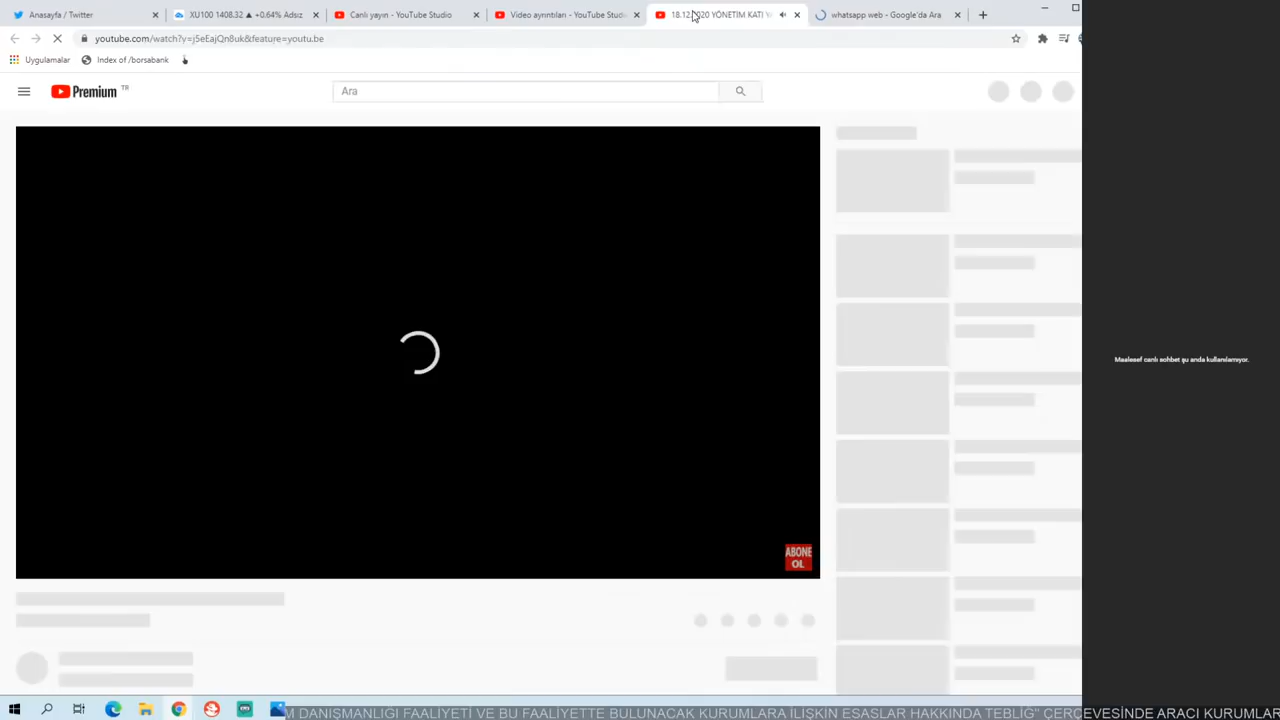 Anasayfa / Twitter
XU100 1408.32 ▲ +0.64% Adsız
Canlı yayın - YouTube Studio
Video ayrıntıları - YouTube Studio
YÖNETİM KATI
whatsapp web - Google'da Ara
youtube.com/watch?v=j5eEajQn8uk&feature=youtu.be
Uygulamalar
Index of /borsabank
Premium TR
Ara
Maalesef canlı sohbet şu anda kullanılamıyor.
ABONE
OL
M DANIŞMANLIGI FAALİYETİ VE BU FAALİYETTE BULUNACAK KURUMLARA İLİŞKİN ESASLAR HAKKINDA TEBLİĞ" ÇERÇEVESİNDE ARACI KURUMLAR